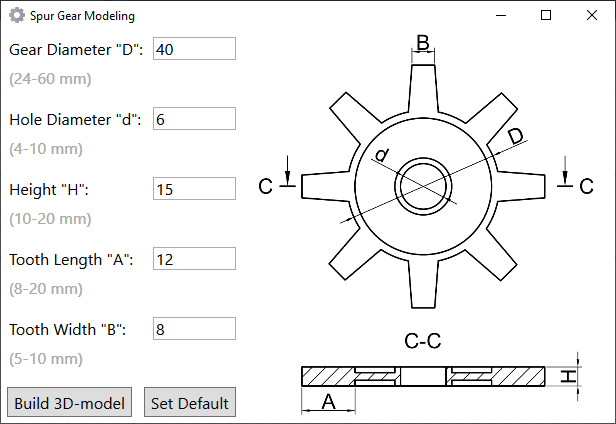 Spur Gear Modeling
Gear Diameter "D": 40
(24-60 mm)
Hole Diameter "d": 6
(4-10 mm)
Height "H": 15
(10-20 mm)
Tooth Length "A": 12
(8-20 mm)
Tooth Width "B": 8
(5-10 mm)
Build 3D-model Set Default
B
D
d
C C
C-C
H
A